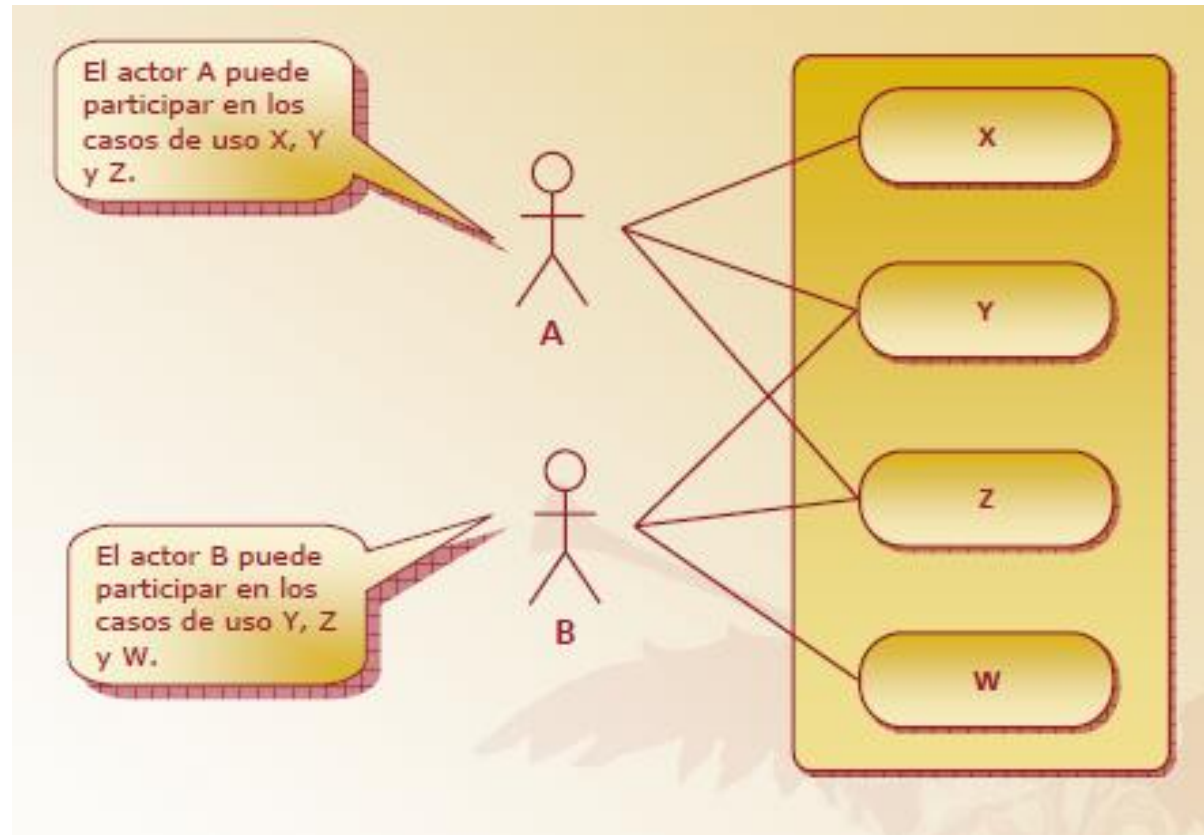 El actor A puede
participar en los
casos de uso X, Y
y Z.
A
X
Y
Z
W
El actor B puede
participar en los
casos de uso Y, Z
y W.
B